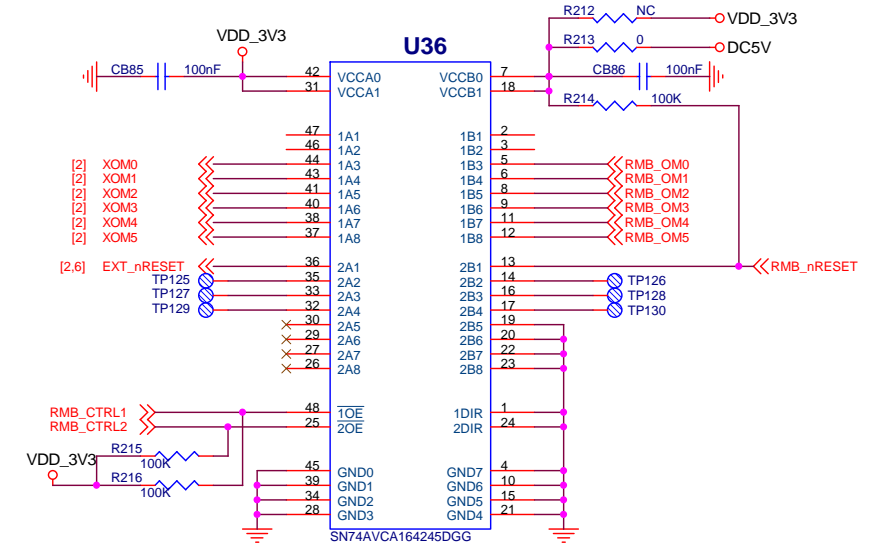 R212 NC
VDD_3V3
VDD_3V3
R213 0
DC5V
U36
CB85 100nF
42 VCCA0 VCCB0 7
CB86 100nF
31 VCCA1 VCCB1 18
R214 100K
47 1A1 1B1 2
46 1A2 1B2 3
[2] XOM0 44 1A3 1B3 5 RMB_OM0
[2] XOM1 43 1A4 1B4 6 RMB_OM1
[2] XOM2 41 1A5 1B5 8 RMB_OM2
[2] XOM3 40 1A6 1B6 9 RMB_OM3
[2] XOM4 38 1A7 1B7 11 RMB_OM4
[2] XOM5 37 1A8 1B8 12 RMB_OM5
[2,6] EXT_nRESET 36 2A1 2B1 13 RMB_nRESET
TP125 35 2A2 2B2 14 TP126
TP127 33 2A3 2B3 16 TP128
TP129 32 2A4 2B4 17 TP130
30 2A5 2B5 19
29 2A6 2B6 20
27 2A7 2B7 22
26 2A8 2B8 23
RMB_CTRL1 48 1OE 1DIR 1
RMB_CTRL2 25 2OE 2DIR 24
R215
VDD_3V3 100K
45 GND0 GND7 4
R216 39 GND1 GND6 10
100K
34 GND2 GND5 15
28 GND3 GND4 21
SN74AVCA164245DGG